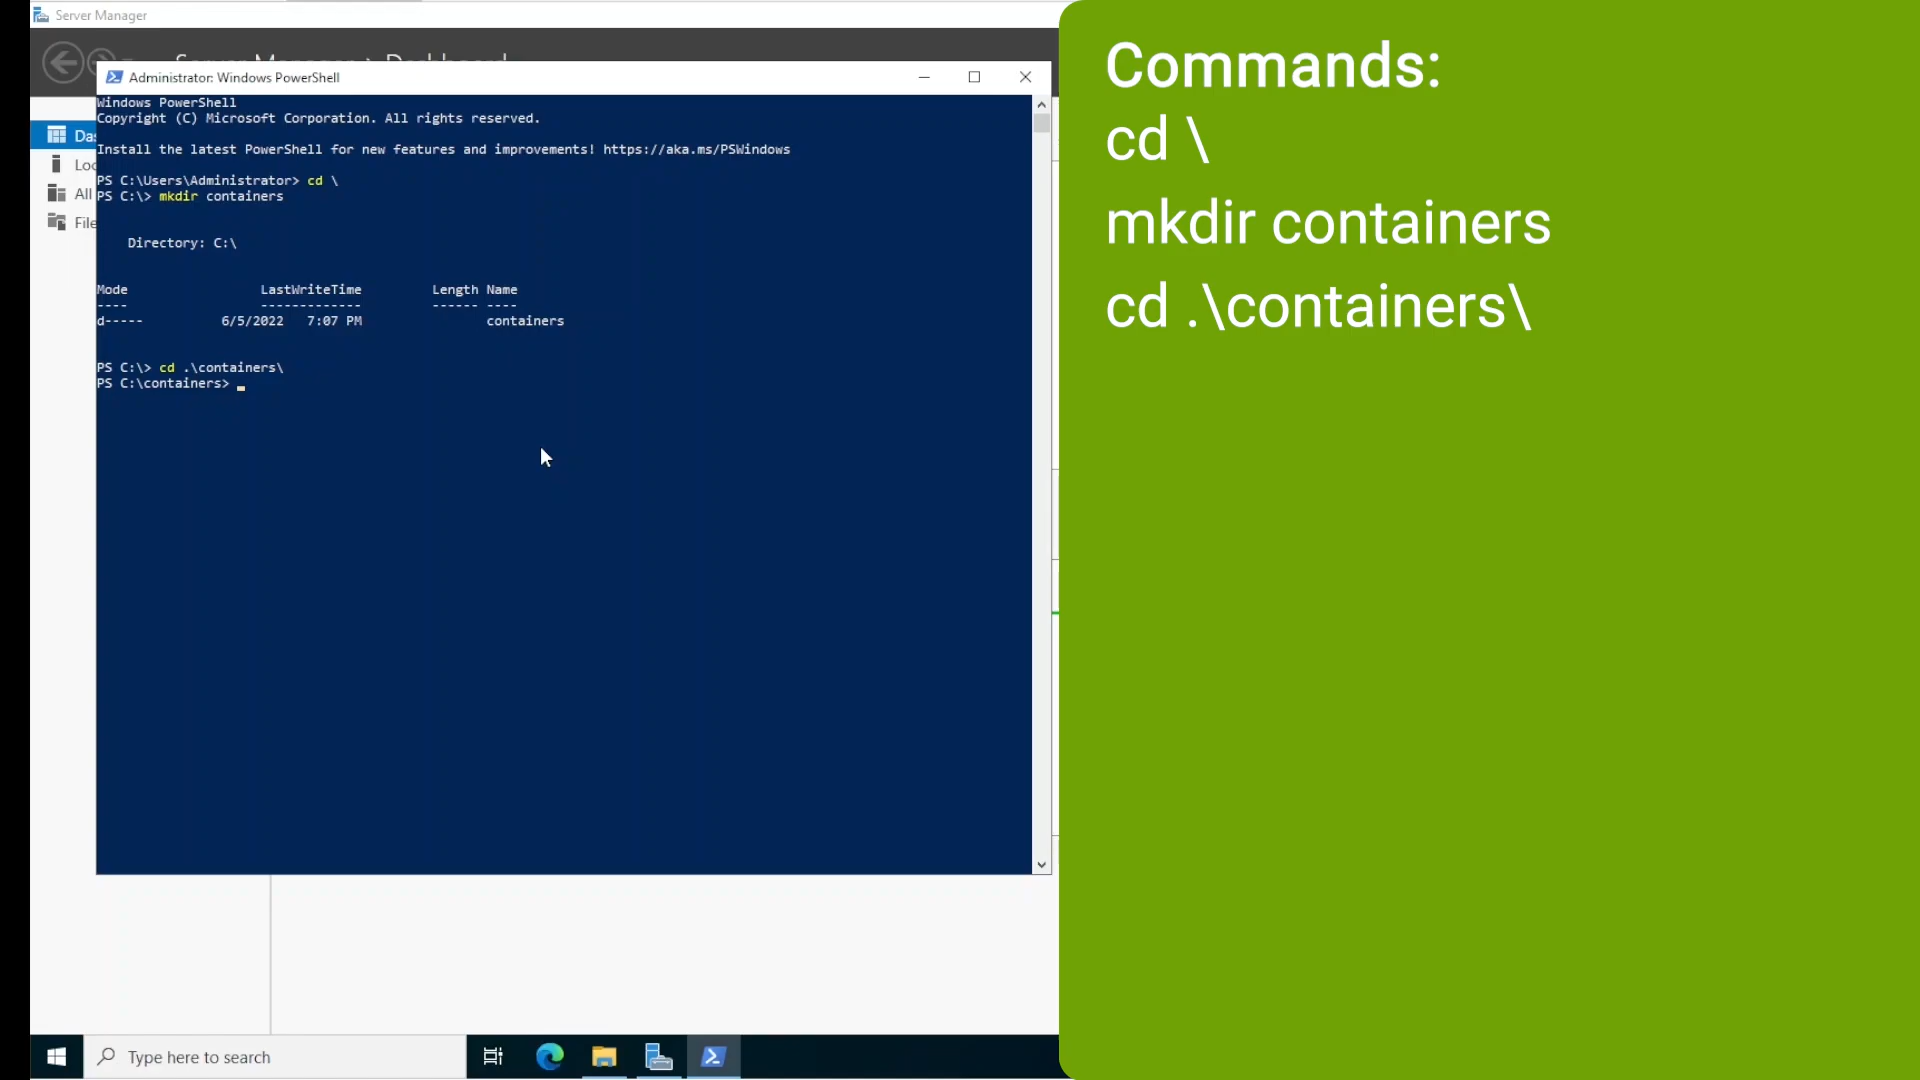 Server Manager
Administrator: Windows PowerShell
Windows PowerShell
Copyright (C) Microsoft Corporation. All rights reserved.
Install the latest PowerShell for new features and improvements! https://aka.ms/PSWindows
PS C:\Users\Administrator> cd \
PS C:\> mkdir containers
Directory: C:\
Mode LastWriteTime Length Name
---- ------------- ------ ----
d----- 6/5/2022 7:07 PM containers
PS C:\> cd .\containers\
PS C:\containers>
All
Type here to search
Commands:
cd \
mkdir containers
cd .\containers\